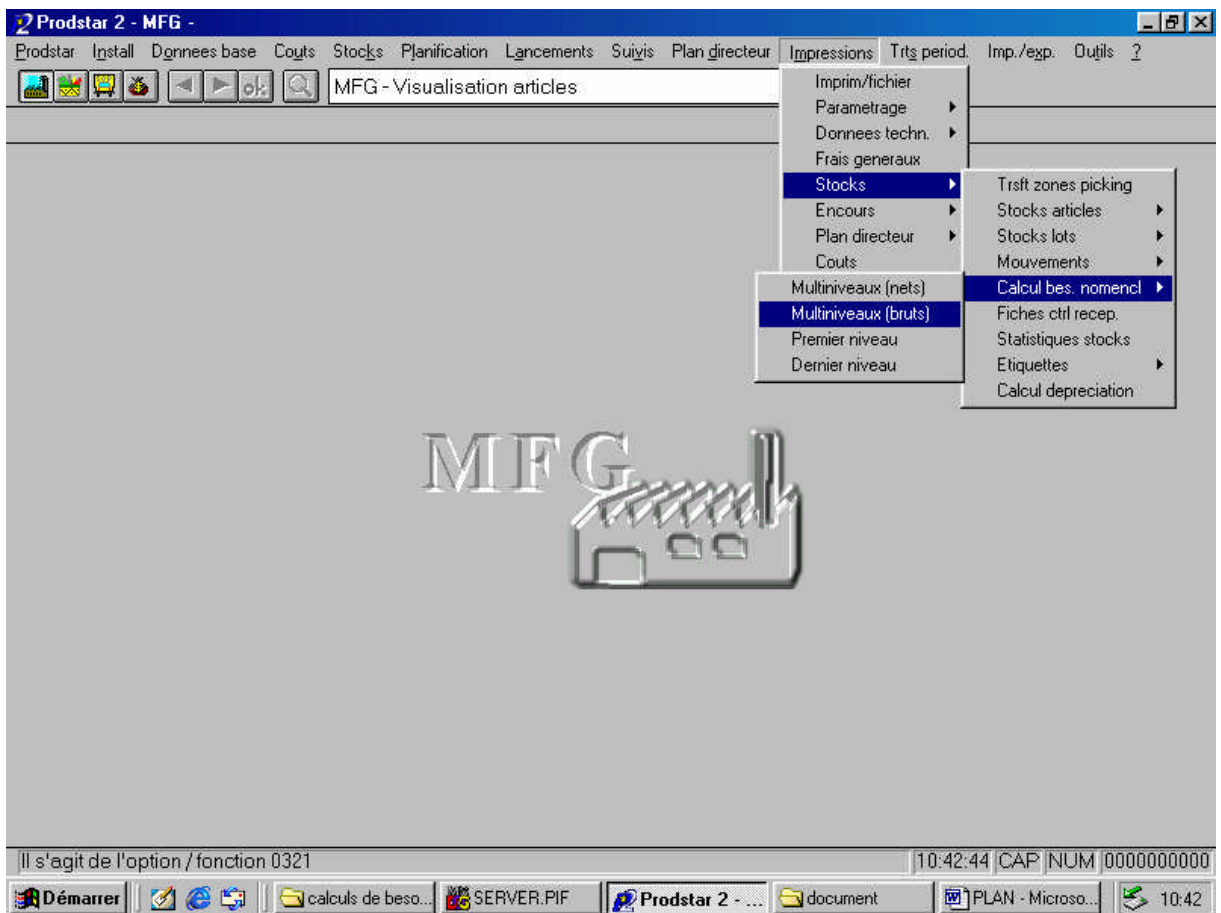 Prodstar 2 - MFG -
Prodstar Install Donnees base Couts Stocks Planification Lancements Suivis Plan directeur Impressions Trts period. Imp./exp. Outils ?
ok
MFG - Visualisation articles
Imprim/fichier
Parametrage
Donnees techn.
Frais generaux
Stocks
Encours
Plan directeur
Couts
Trsft zones picking
Stocks articles
Stocks lots
Mouvements
Calcul bes. nomencl
Fiches ctrl recep.
Statistiques stocks
Etiquettes
Calcul depreciation
Multiniveaux (nets)
Multiniveaux (bruts)
Premier niveau
Dernier niveau
MFG
Il s'agit de l'option / fonction 0321
10:42:44 CAP NUM 0000000000
Démarrer calculs de beso... SERVER.PIF Prodstar 2 - ... document PLAN - Microso... 10:42